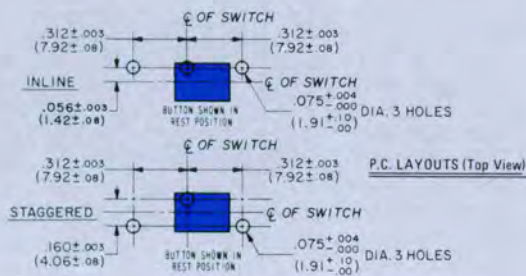 ℄ OF SWITCH
.312±.003 .312±.003
(7.92±.08) (7.92±.08)
INLINE
℄ OF SWITCH
.056±.003
(1.42±.08)
BUTTON SHOWN IN
REST POSITION
.075+.004 -.000 DIA. 3 HOLES
(1.91+.10 -.00)
℄ OF SWITCH
.312±.003 .312±.003
(7.92±.08) (7.92±.08)
P.C. LAYOUTS (Top View)
STAGGERED
℄ OF SWITCH
.160±.003
(4.06±.08)
BUTTON SHOWN IN
REST POSITION
.075+.004 -.000 DIA. 3 HOLES
(1.91+.10 -.00)